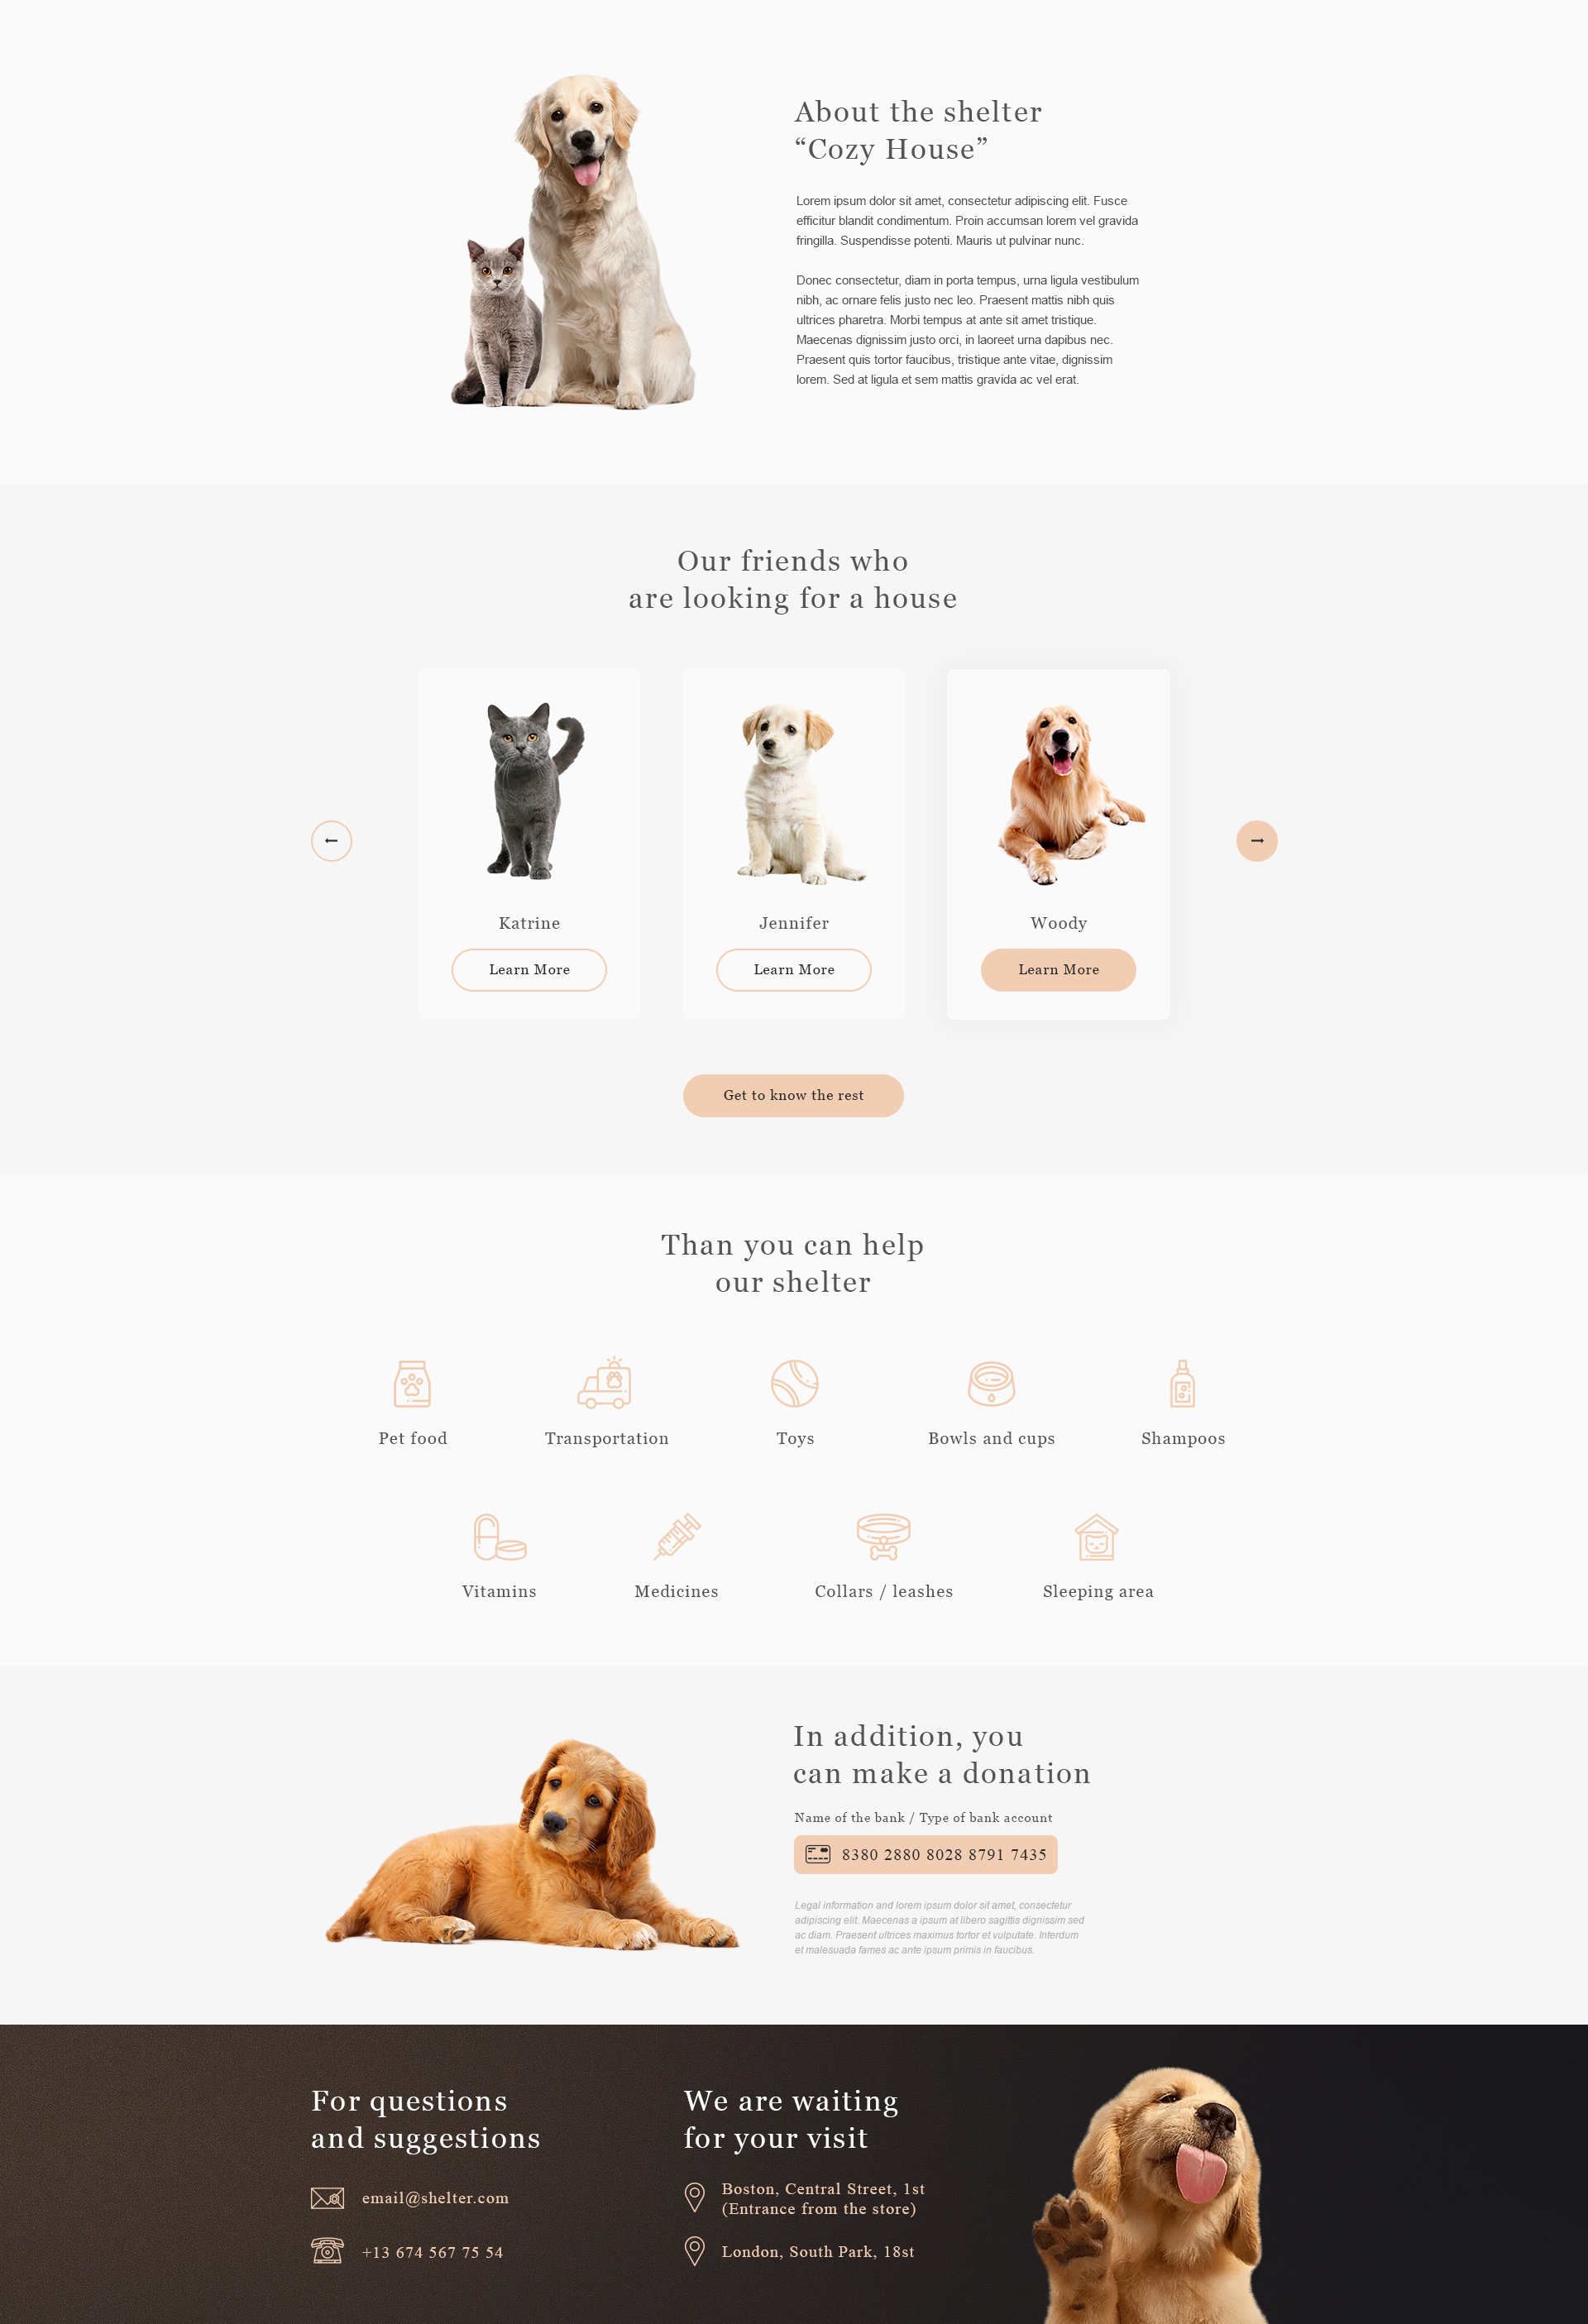 About the shelter
“Cozy House”
Lorem ipsum dolor sit amet, consectetur adipiscing elit. Fusce
efficitur blandit condimentum. Proin accumsan lorem vel gravida
fringilla. Suspendisse potenti. Mauris ut pulvinar nunc.
Donec consectetur, diam in porta tempus, urna ligula vestibulum
nibh, ac ornare felis justo nec leo. Praesent mattis nibh quis
ultrices pharetra. Morbi tempus at ante sit amet tristique.
Maecenas dignissim justo orci, in laoreet urna dapibus nec.
Praesent quis tortor faucibus, tristique ante vitae, dignissim
lorem. Sed at ligula et sem mattis gravida ac vel erat.
Our friends who
are looking for a house
Katrine
Learn More
Jennifer
Learn More
Woody
Learn More
Get to know the rest
Than you can help
our shelter
Pet food
Transportation
Toys
Bowls and cups
Shampoos
Vitamins
Medicines
Collars / leashes
Sleeping area
In addition, you
can make a donation
Name of the bank / Type of bank account
8380 2880 8028 8791 7435
Legal information and lorem ipsum dolor sit amet, consectetur
adipiscing elit. Maecenas a ipsum at libero sagittis dignissim sed
ac diam. Praesent ultrices maximus tortor et vulputate. Interdum
et malesuada fames ac ante ipsum primis in faucibus.
For questions
and suggestions
email@shelter.com
+13 674 567 75 54
We are waiting
for your visit
Boston, Central Street, 1st
(Entrance from the store)
London, South Park, 18st